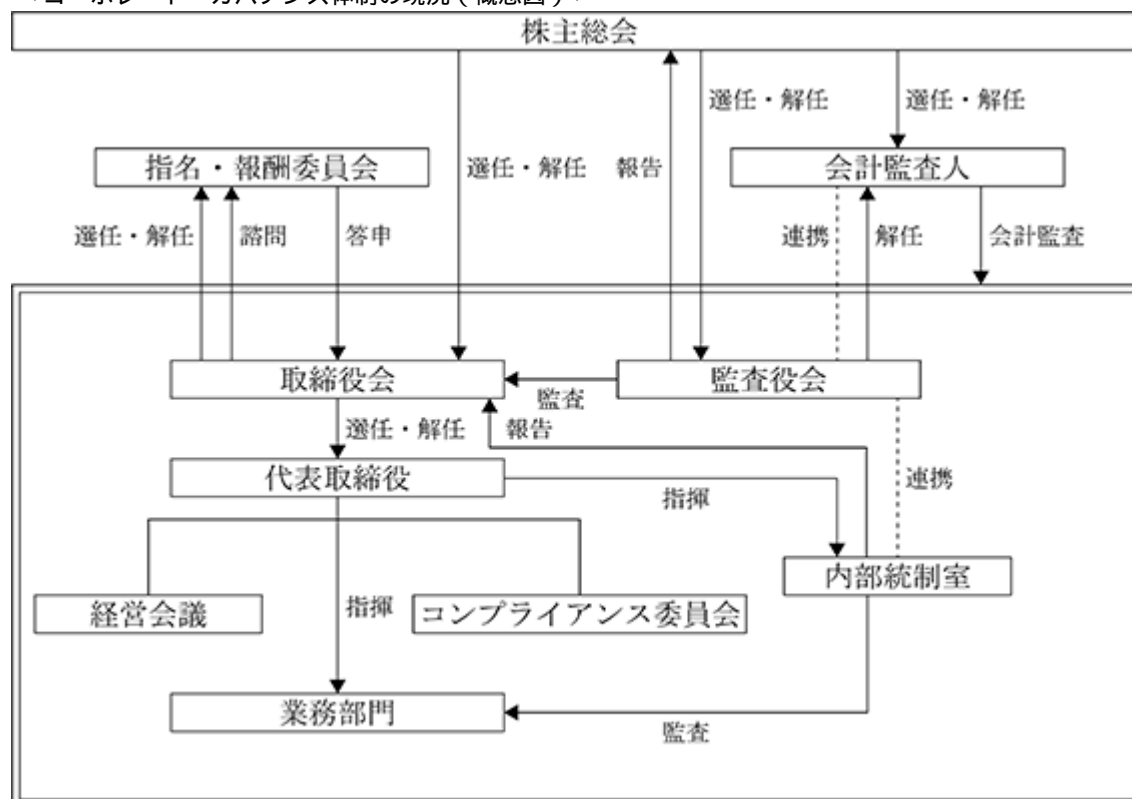 株主総会
選任・解任 選任・解任
指名・報酬委員会 選任・解任 報告 会計監査人
選任・解任 諮問 答申 連携 解任 会計監査
取締役会 監査役会
監査
選任・解任 報告
代表取締役 連携
指揮
内部統制室
経営会議 指揮 コンプライアンス委員会
業務部門
監査